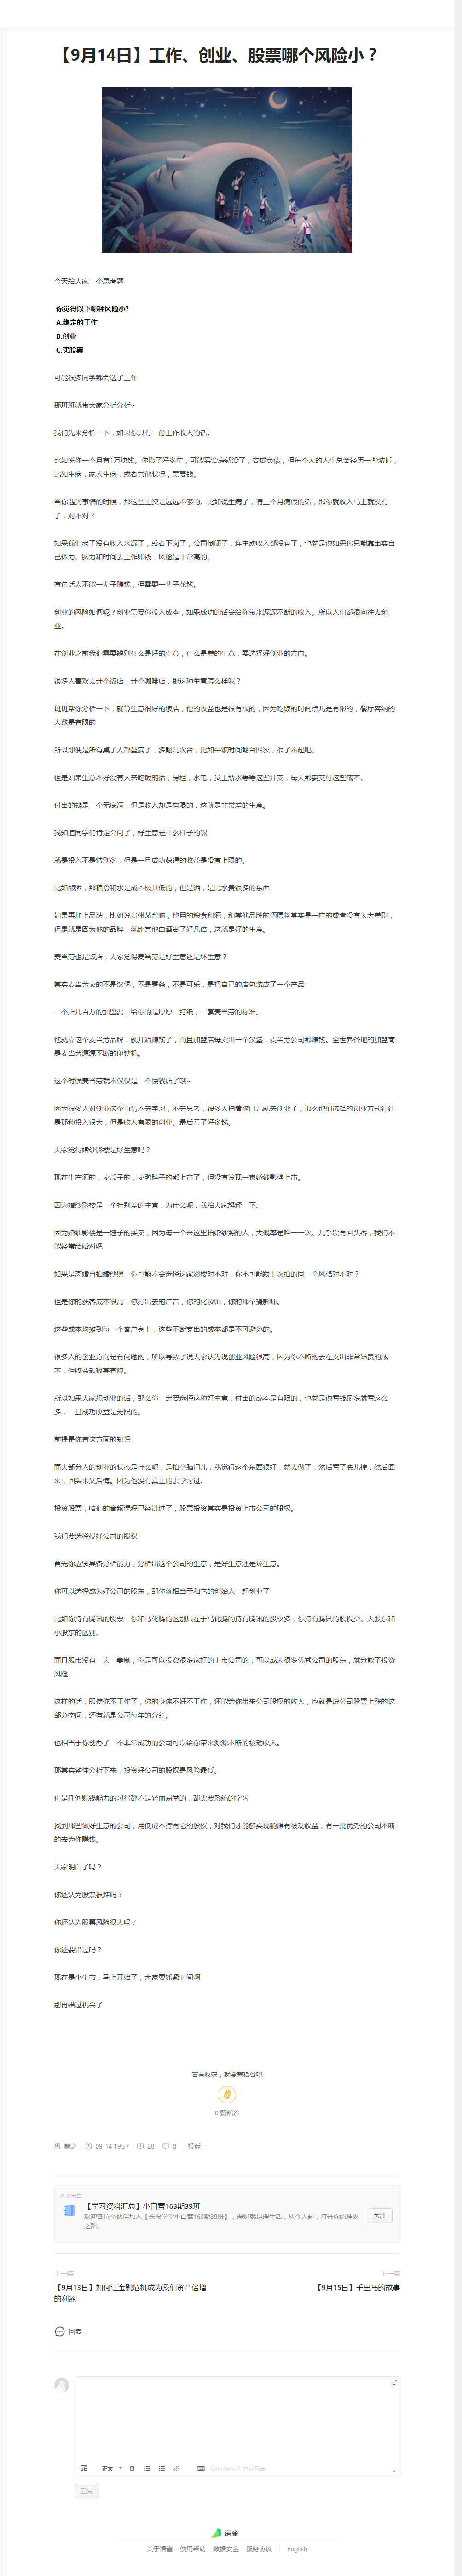 【9月14日】工作、创业、股票哪个风险小？
今天给大家一个思考题
你觉得以下哪种风险小?
A.稳定的工作
B.创业
C.买股票
可能很多同学都会选了工作
那班班就带大家分析分析~
我们先来分析一下，如果你只有一份工作收入的话。
比如说你一个月有1万块钱。你攒了好多年，可能买套房就没了，变成负债，但每个人的人生总会经历一些波折，
比如生病，家人生病，或者其他状况，需要钱。
当你遇到事情的时候，那这些工资是远远不够的。比如说生病了，请三个月病假的话，那你就收入马上就没有
了，对不对？
如果我们老了没有收入来源了，或者下岗了，公司倒闭了，连主动收入都没有了，也就是说如果你只能靠出卖自
己体力、脑力和时间去工作赚钱，风险是非常高的。
有句话人不能一辈子赚钱，但需要一辈子花钱。
创业的风险如何呢？创业需要你投入成本，如果成功的话会给你带来源源不断的收入。所以人们都很向往去创
业。
在创业之前我们需要辨别什么是好的生意，什么是差的生意，要选择好创业的方向。
很多人喜欢去开个饭店，开个咖啡店，那这种生意怎么样呢？
班班帮你分析一下，就算生意很好的饭店，他的收益也是很有限的，因为吃饭的时间点儿是有限的，餐厅容纳的
人数是有限的
所以即便是所有桌子人都坐满了，多翻几次台，比如午饭时间翻台四次，很了不起吧。
但是如果生意不好没有人来吃饭的话，房租，水电，员工薪水等等这些开支，每天都要支付这些成本。
付出的钱是一个无底洞，但是收入却是有限的，这就是非常差的生意。
我知道同学们肯定会问了，好生意是什么样子的呢
就是投入不是特别多，但是一旦成功获得的收益是没有上限的。
比如酿酒，那粮食和水是成本极其低的，但是酒，是比水贵很多的东西
如果再加上品牌，比如说贵州茅台呐，他用的粮食和酒，和其他品牌的酒原料其实是一样的或者没有太大差别，
但是就是因为他的品牌，就比其他白酒贵了好几倍，这就是好的生意。
麦当劳也是饭店，大家觉得麦当劳是好生意还是坏生意？
其实麦当劳卖的不是汉堡，不是薯条，不是可乐，是把自己的店包装成了一个产品
一个店几百万的加盟费，给你的是厚厚一打纸，一套麦当劳的标准。
他就靠这个麦当劳品牌，就开始赚钱了，而且加盟店每卖出一个汉堡，麦当劳公司都赚钱。全世界各地的加盟商
是麦当劳源源不断的印钞机。
这个时候麦当劳就不仅仅是一个快餐店了哦~
因为很多人对创业这个事情不去学习，不去思考，很多人拍着脑门儿就去创业了，那么他们选择的创业方式往往
是那种投入很大，但是收入有限的创业。最后亏了好多钱。
大家觉得婚纱影楼是好生意吗？
现在生产酒的，卖瓜子的，卖鸭脖子的都上市了，但没有发现一家婚纱影楼上市。
因为婚纱影楼是一个特别差的生意，为什么呢，我给大家解释一下。
因为婚纱影楼是一锤子的买卖，因为每一个来这里拍婚纱照的人，大概率是唯一一次。几乎没有回头客，我们不
能经常结婚对吧
如果是离婚再拍婚纱照，你可能不会选择这家影楼对不对，你不可能跟上次拍的同一个风格对不对？
但是你的获客成本很高，你打出去的广告，你的化妆师，你的那个摄影师。
这些成本均摊到每一个客户身上，这些不断支出的成本都是不可避免的。
很多人的创业方向是有问题的，所以导致了说大家认为说创业风险很高，因为你不断的去在支出非常昂贵的成
本，但收益却极其有限。
所以如果大家想创业的话，那么你一定要选择这种好生意，付出的成本是有限的，也就是说亏钱最多就亏这么
多，一旦成功收益是无限的。
前提是你有这方面的知识
而大部分人的创业的状态是什么呢，是拍个脑门儿，我觉得这个东西很好，就去做了，然后亏了底儿掉，然后回
来，回头来又后悔。因为他没有真正的去学习过。
投资股票，咱们的音频课程已经讲过了，股票投资其实是投资上市公司的股权。
我们要选择投好公司的股权
首先你应该具备分析能力，分析出这个公司的生意，是好生意还是坏生意。
你可以选择成为好公司的股东，那你就相当于和它的创始人一起创业了
比如你持有腾讯的股票，你和马化腾的区别只在于马化腾的持有腾讯的股权多，你持有腾讯的股权少。大股东和
小股东的区别。
而且股市没有一夫一妻制，你是可以投资很多家好的上市公司的，可以成为很多优秀公司的股东，就分散了投资
风险
这样的话，即使你不工作了，你的身体不好不工作，还能给你带来公司股权的收入，也就是说公司股票上涨的这
部分空间，还有就是公司每年的分红。
也相当于你创办了一个非常成功的公司可以给你带来源源不断的被动收入。
那其实整体分析下来，投资好公司的股权是风险最低。
但是任何赚钱能力的习得都不是轻而易举的，都需要系统的学习
找到那些做好生意的公司，用低成本持有它的股权，对我们才能够实现躺赚有被动收益，有一批优秀的公司不断
的去为你赚钱。
大家明白了吗？
你还认为股票很难吗？
你还认为股票风险很大吗？
你还要错过吗？
现在是小牛市，马上开始了，大家要抓紧时间啊
别再错过机会了
若有收获，就赏束稻谷吧
0 颗稻谷
09-14 19:57 28 0 投诉
本文来自
【学习资料汇总】小白营163期39班
欢迎各位小伙伴加入【长投学堂小白营163期39班】，理财就是理生活，从今天起，打开你的理财
之路。
关注
上一篇
下一篇
【9月13日】如何让金融危机成为我们资产倍增
的利器
【9月15日】千里马的故事
回复
正文
0
回复
语雀
关于语雀 使用帮助 数据安全 服务协议 English